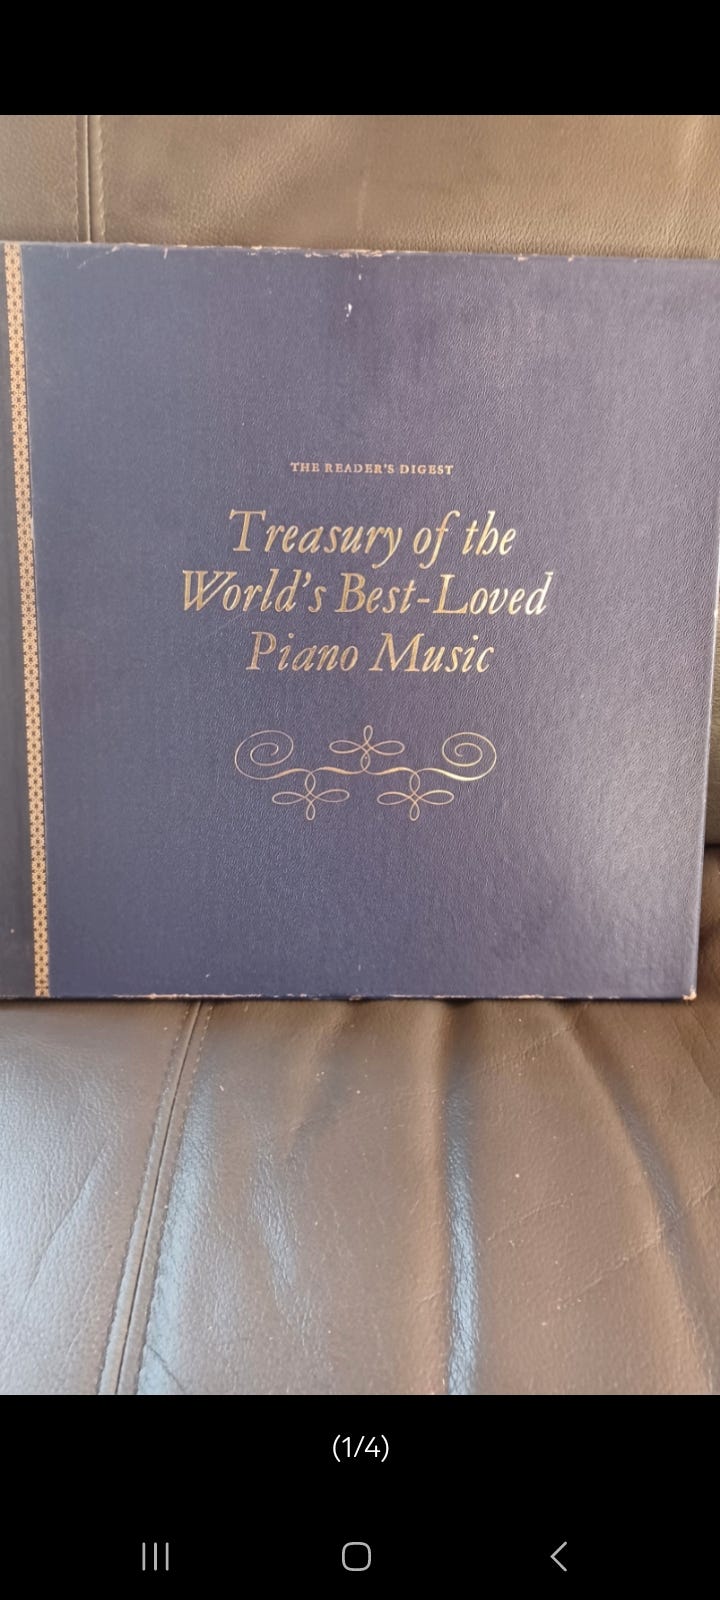 THE READER'S DIGEST
Treasury of the
World's Best-Loved
Piano Music
(1/4)